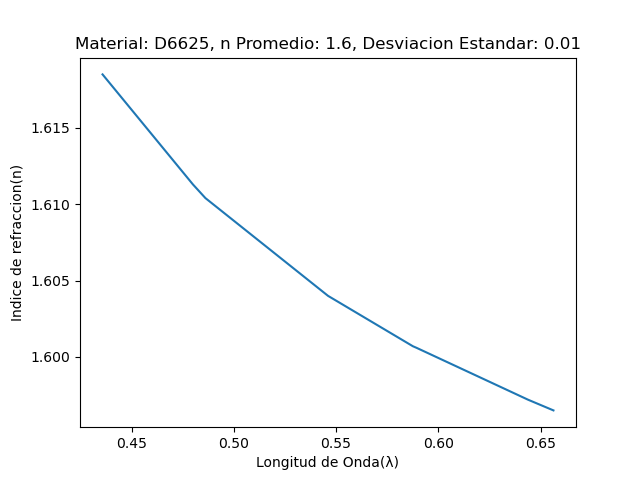 Material: D6625, n Promedio: 1.6, Desviacion Estandar: 0.01
Indice de refraccion(n)
1.615
1.610
1.605
1.600
0.45 0.50 0.55 0.60 0.65
Longitud de Onda(λ)